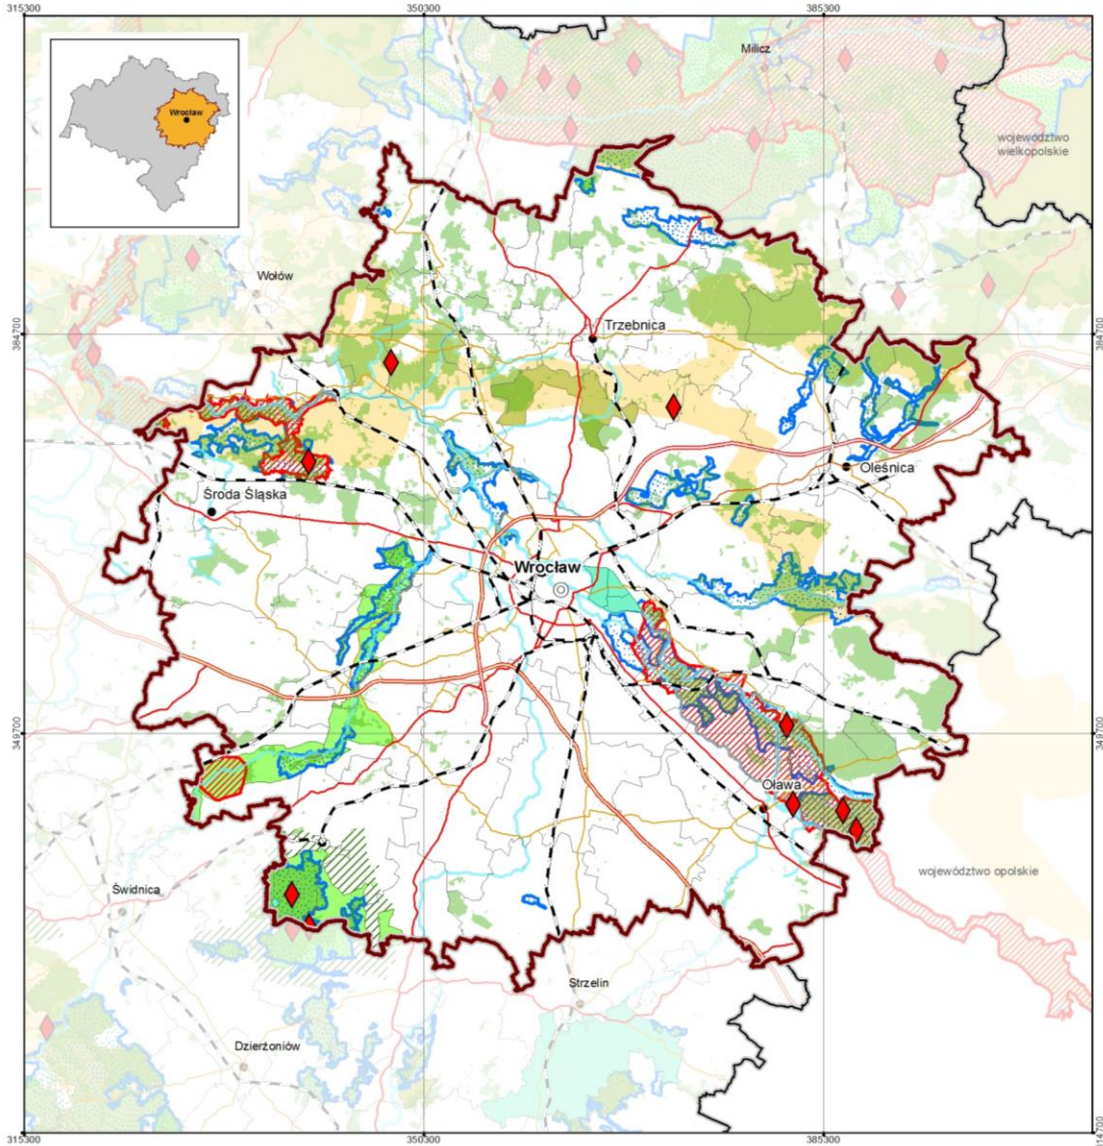 315300
350300
385300
Milicz
Wrocław
województwo
wielkopolskie
Wołów
384700
Trzebnica
384700
Oleśnica
Środa Śląska
Wrocław
349700
349700
Oława
województwo opolskie
Świdnica
Strzelin
Dzierżoniów
315300
350300
385300